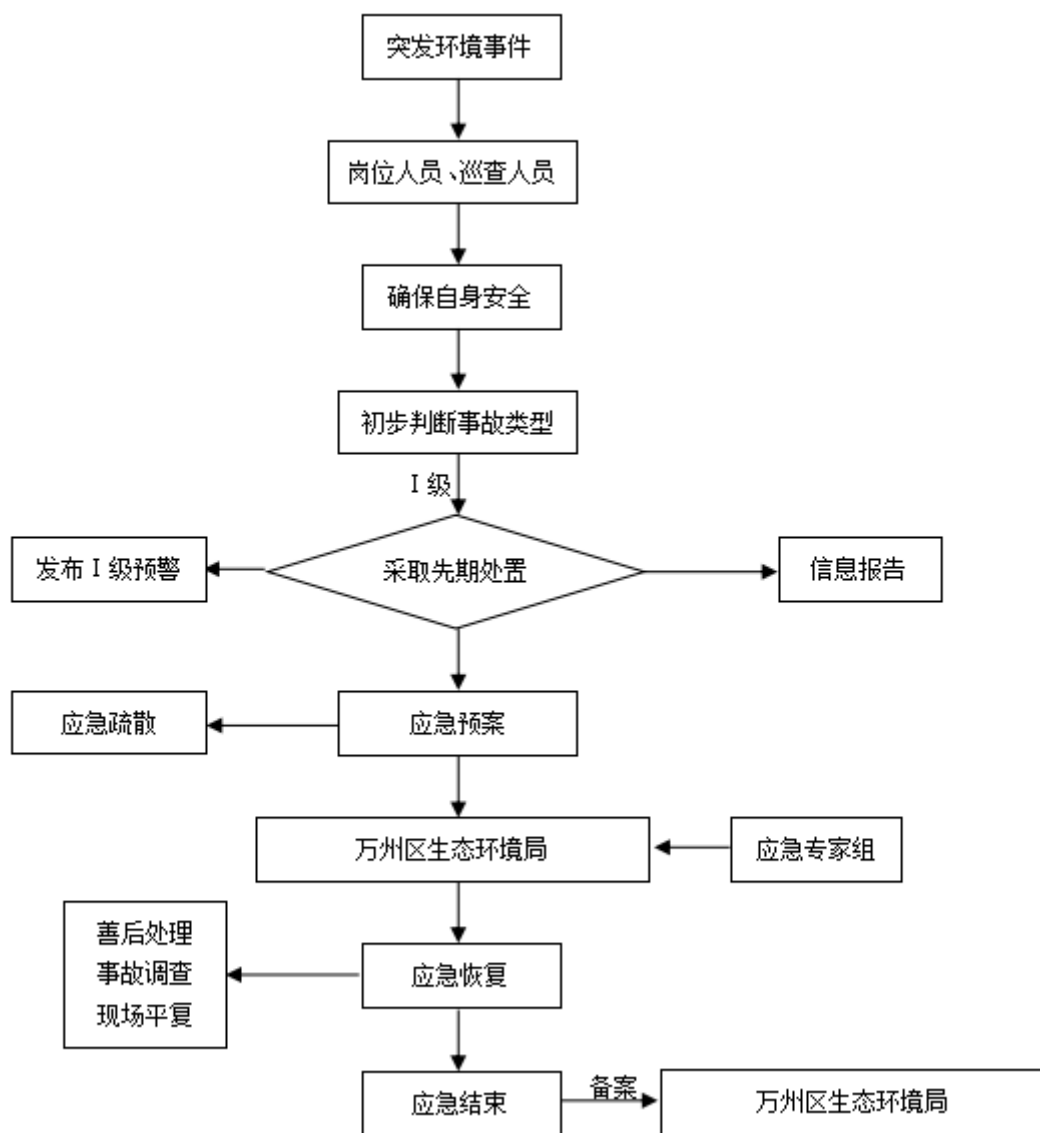 突发环境事件
岗位人员、巡查人员
确保自身安全
初步判断事故类型
Ⅰ级
发布Ⅰ级预警
采取先期处置
信息报告
应急疏散
应急预案
万州区生态环境局
应急专家组
善后处理
事故调查
现场平复
应急恢复
应急结束
备案
万州区生态环境局